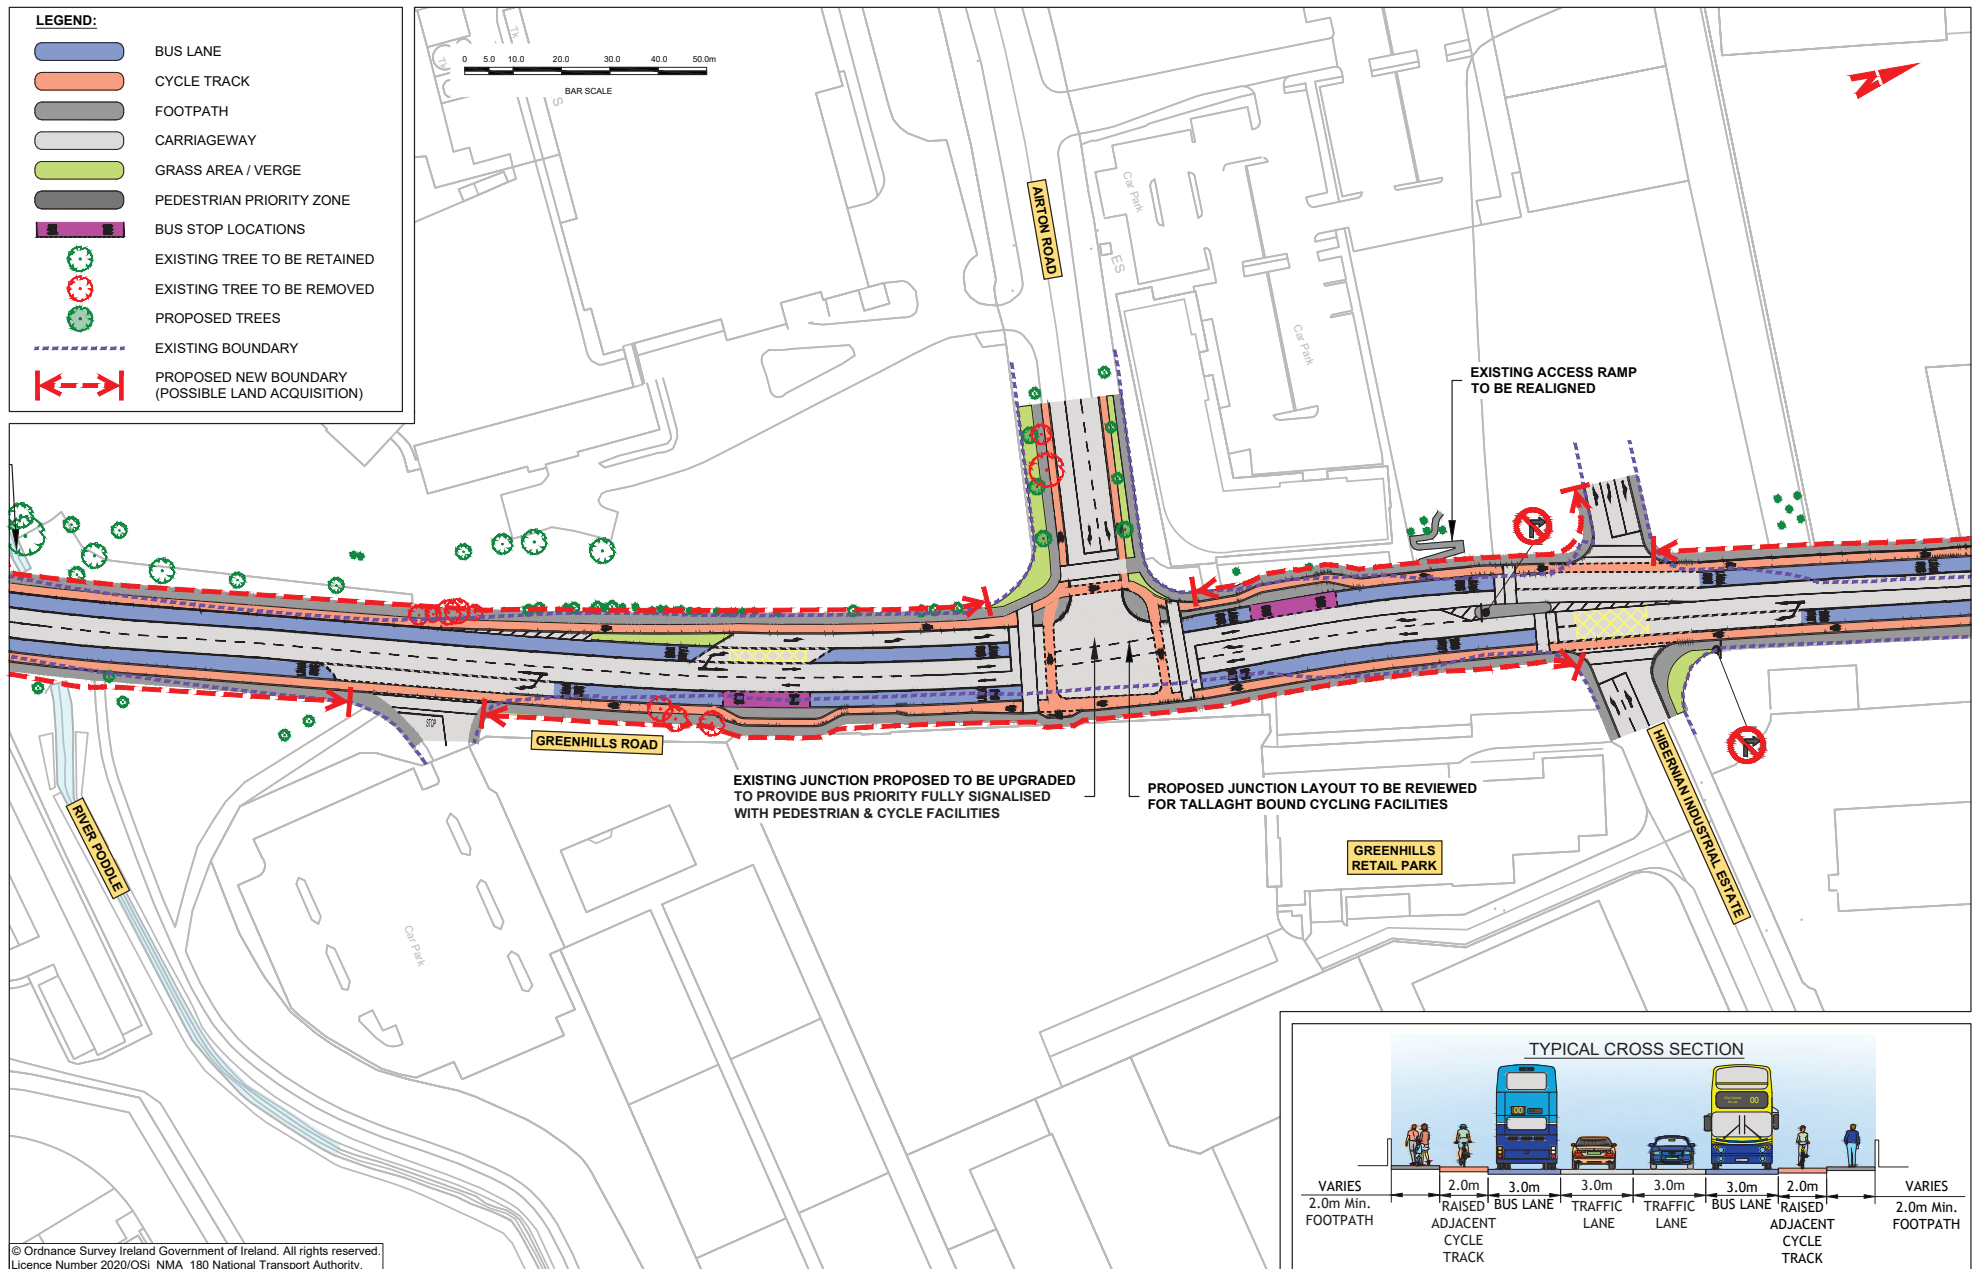 LEGEND:
BUS LANE
CYCLE TRACK
FOOTPATH
CARRIAGEWAY
GRASS AREA / VERGE
PEDESTRIAN PRIORITY ZONE
BUS STOP LOCATIONS
EXISTING TREE TO BE RETAINED
EXISTING TREE TO BE REMOVED
PROPOSED TREES
EXISTING BOUNDARY
PROPOSED NEW BOUNDARY
(POSSIBLE LAND ACQUISITION)
0 5.0 10.0 20.0 30.0 40.0 50.0m
BAR SCALE
Tk
Tk
ES
N
AIRTON ROAD
Car Park
ES
Car Park
EXISTING ACCESS RAMP
TO BE REALIGNED
STOP
GREENHILLS ROAD
RIVER PODDLE
Car Park
EXISTING JUNCTION PROPOSED TO BE UPGRADED
TO PROVIDE BUS PRIORITY FULLY SIGNALISED
WITH PEDESTRIAN & CYCLE FACILITIES
PROPOSED JUNCTION LAYOUT TO BE REVIEWED
FOR TALLAGHT BOUND CYCLING FACILITIES
GREENHILLS
RETAIL PARK
HIBERNIAN INDUSTRIAL ESTATE
TYPICAL CROSS SECTION
00
00
VARIES
2.0m Min.
FOOTPATH
2.0m
RAISED
ADJACENT
CYCLE
TRACK
3.0m
BUS LANE
3.0m
TRAFFIC
LANE
3.0m
TRAFFIC
LANE
3.0m
BUS LANE
2.0m
RAISED
ADJACENT
CYCLE
TRACK
VARIES
2.0m Min.
FOOTPATH
© Ordnance Survey Ireland Government of Ireland. All rights reserved.
Licence Number 2020/OSi_NMA_180 National Transport Authority.